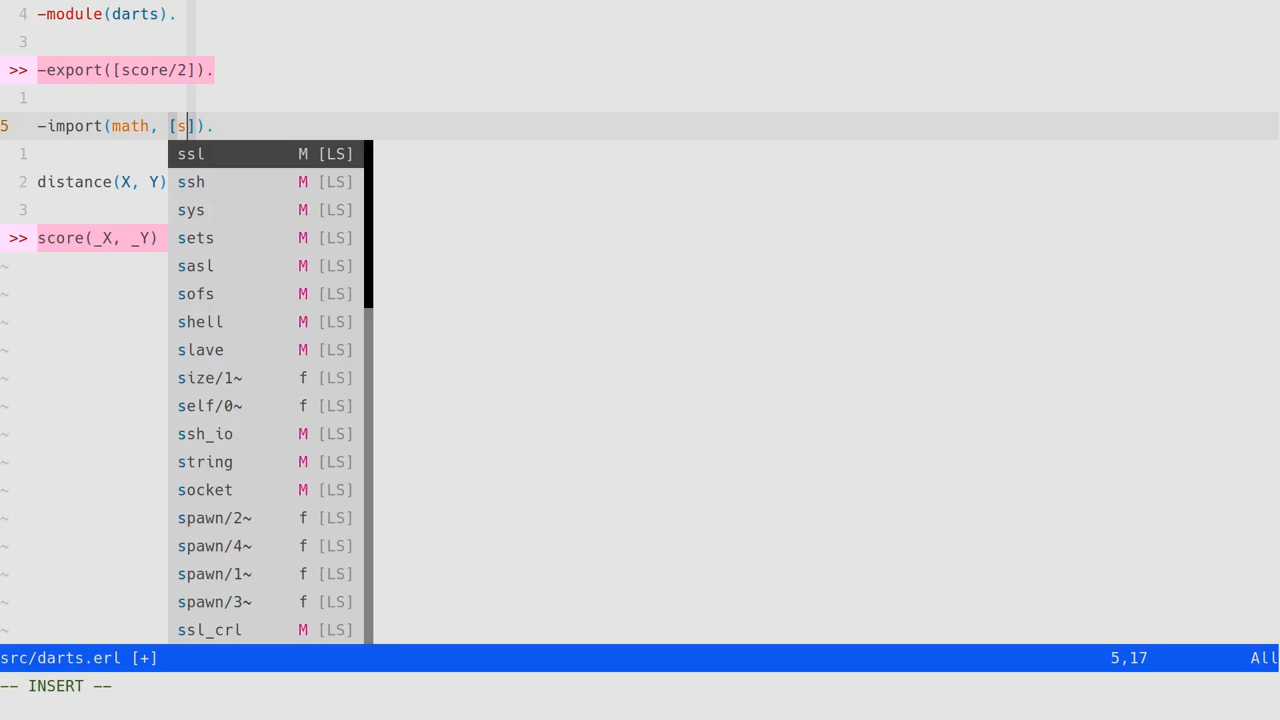 4 -module(darts).
3
>> -export([score/2]).
1
5 -import(math, [s]).
1 ssl M [LS]
2 distance(X, Y) ssh M [LS]
3 sys M [LS]
>> score(_X, _Y) sets M [LS]
~ sasl M [LS]
~ sofs M [LS]
~ shell M [LS]
~ slave M [LS]
~ size/1~ f [LS]
~ self/0~ f [LS]
~ ssh_io M [LS]
~ string M [LS]
~ socket M [LS]
~ spawn/2~ f [LS]
~ spawn/4~ f [LS]
~ spawn/1~ f [LS]
~ spawn/3~ f [LS]
~ ssl_crl M [LS]
src/darts.erl [+] 5,17 All
-- INSERT --